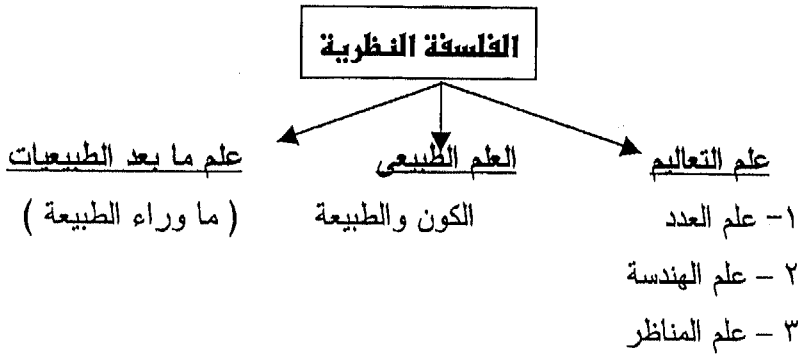 الفلسفة النظرية
علم التعاليم
١- علم العدد
٢ – علم الهندسة
٣ – علم المناظر
العلم الطبيعى
الكون والطبيعة
علم ما بعد الطبيعيات
( ما وراء الطبيعة )